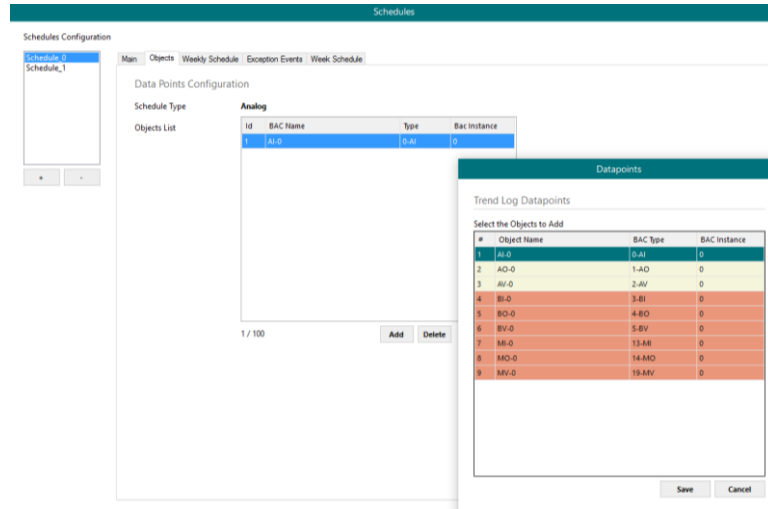 Schedules
Schedules Configuration
Schedule_0
Schedule_1
+ -
Main Objects Weekly Schedule Exception Events Week Schedule
Data Points Configuration
Schedule Type Analog
Objects List
Id BAC Name Type Bac Instance
1 AI-0 0-AI 0
1 / 100 Add Delete
Datapoints
Trend Log Datapoints
Select the Objects to Add
# Object Name BAC Type BAC Instance
1 AI-0 0-AI 0
2 AO-0 1-AO 0
3 AV-0 2-AV 0
4 BI-0 3-BI 0
5 BO-0 4-BO 0
6 BV-0 5-BV 0
7 MI-0 13-MI 0
8 MO-0 14-MO 0
9 MV-0 19-MV 0
Save Cancel